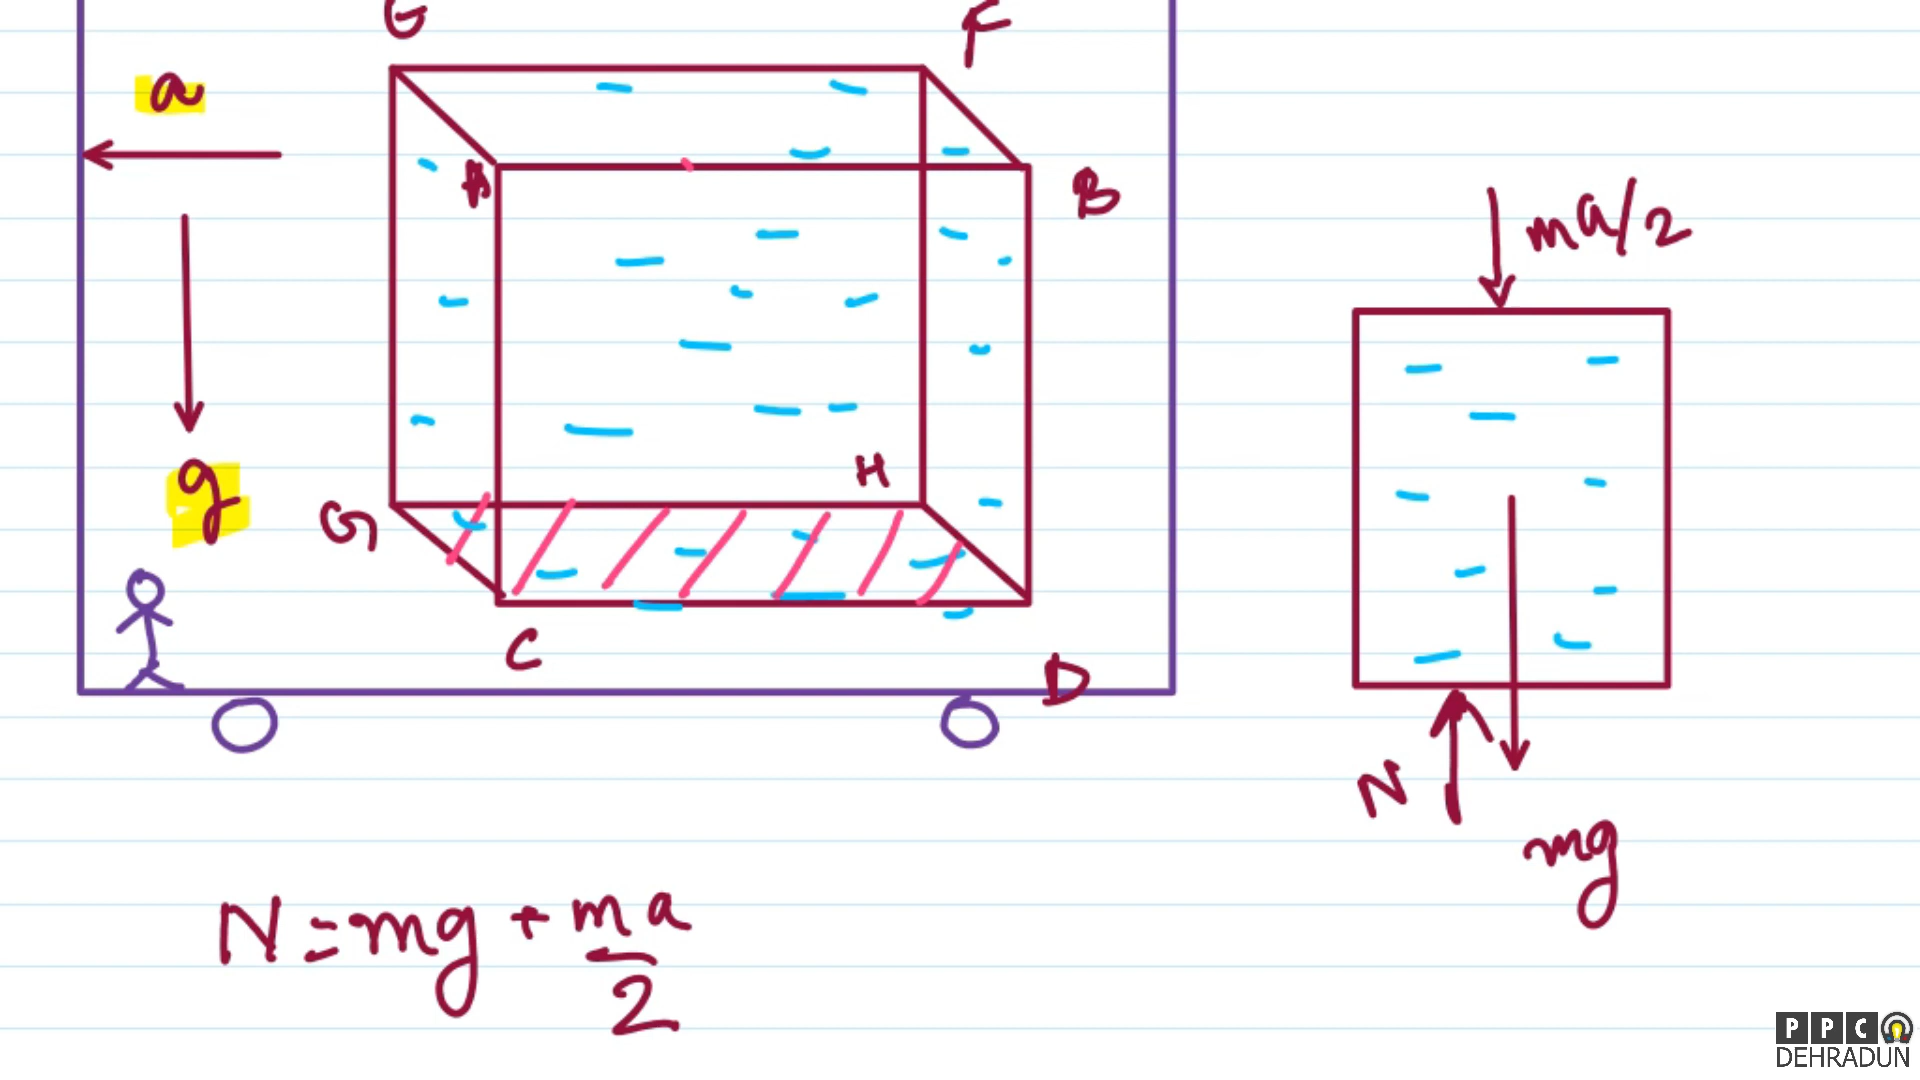 G F
a
A B
ma/2
H
g
G
C D
N
mg
N = mg + ma/2
PPC
DEHRADUN